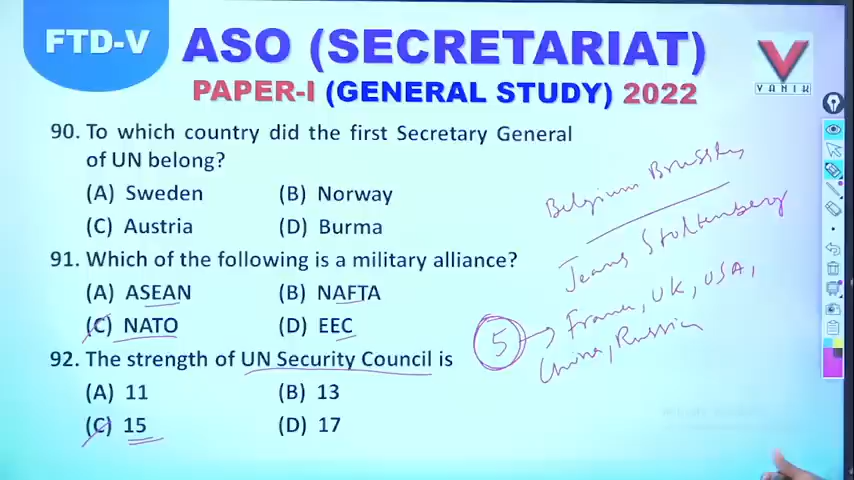 FTD-V
ASO (SECRETARIAT)
PAPER-I (GENERAL STUDY) 2022
VANIK
90. To which country did the first Secretary General
of UN belong?
(A) Sweden (B) Norway
(C) Austria (D) Burma
91. Which of the following is a military alliance?
(A) ASEAN (B) NAFTA
(C) NATO (D) EEC
92. The strength of UN Security Council is
(A) 11 (B) 13
(C) 15 (D) 17
Belgium Brussels
Jeans Stoltenberg
5 → France, UK, USA,
China, Russia